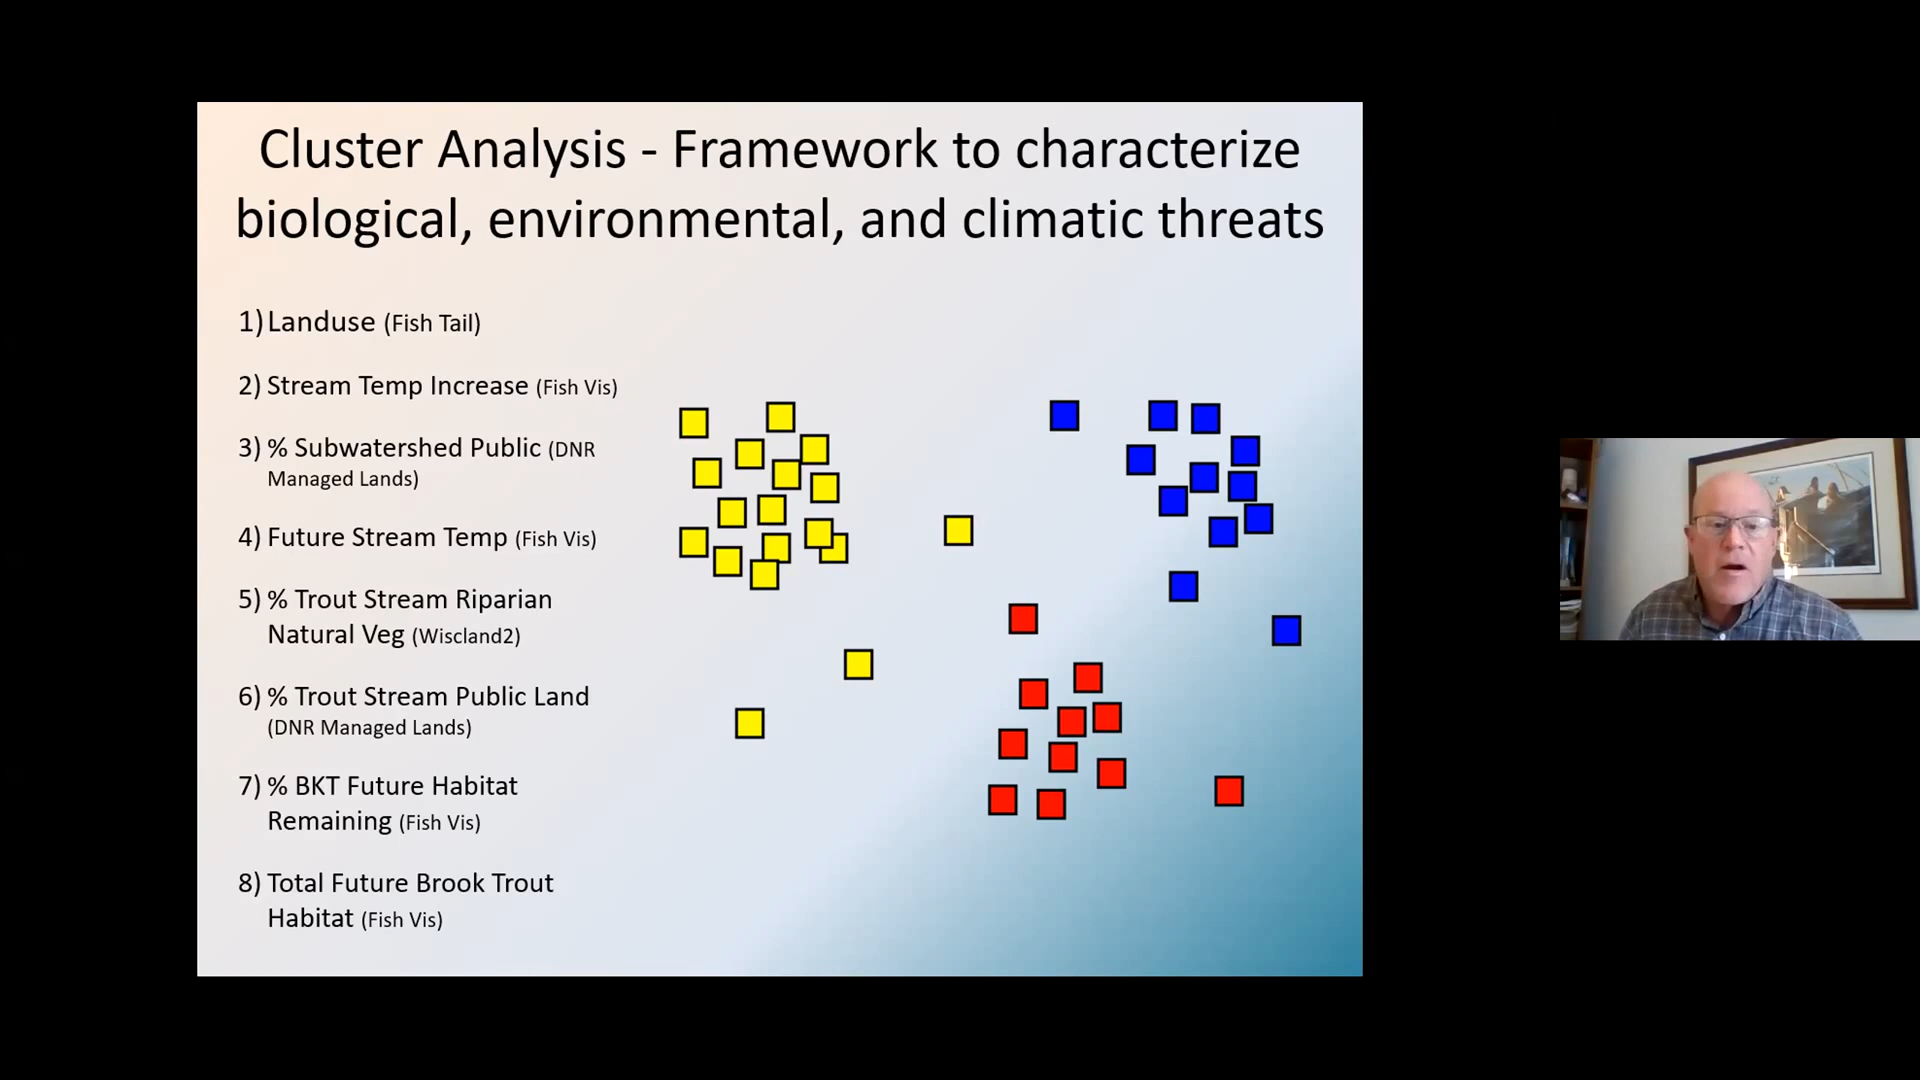 Cluster Analysis - Framework to characterize
biological, environmental, and climatic threats
1) Landuse (Fish Tail)
2) Stream Temp Increase (Fish Vis)
3) % Subwatershed Public (DNR
Managed Lands)
4) Future Stream Temp (Fish Vis)
5) % Trout Stream Riparian
Natural Veg (Wiscland2)
6) % Trout Stream Public Land
(DNR Managed Lands)
7) % BKT Future Habitat
Remaining (Fish Vis)
8) Total Future Brook Trout
Habitat (Fish Vis)